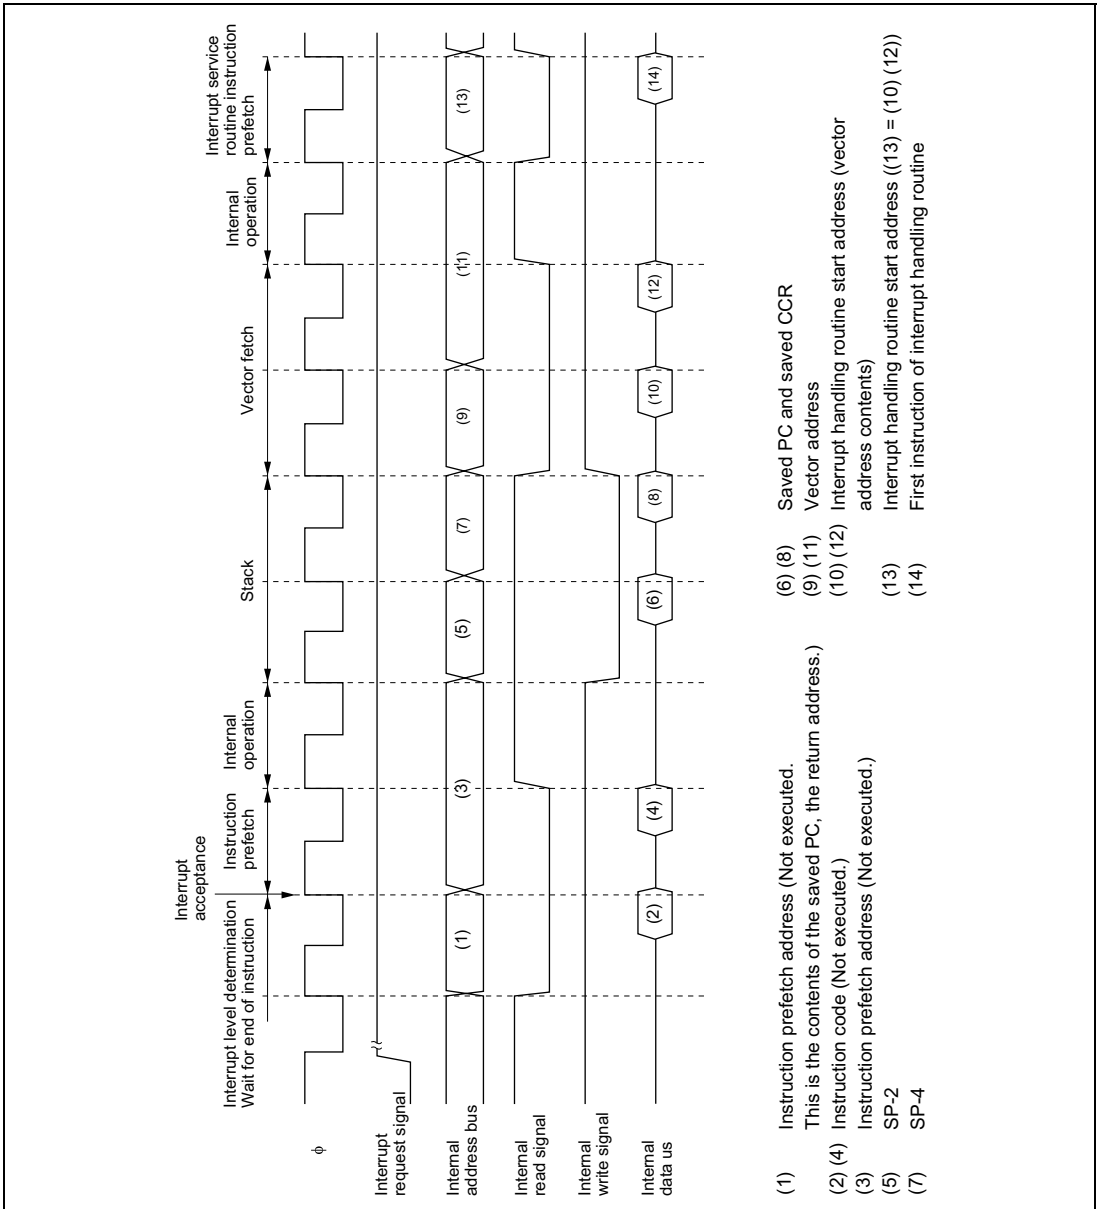 Interrupt level determination
Wait for end of instruction
Interrupt
acceptance
Instruction
prefetch
Internal
operation
Stack
Vector fetch
Internal
operation
Interrupt service
routine instruction
prefetch
φ
Interrupt
request signal
Internal
address bus
(1)
(3)
(5)
(7)
(9)
(11)
(13)
Internal
read signal
Internal
write signal
Internal
data us
(2)
(4)
(6)
(8)
(10)
(12)
(14)
(1) Instruction prefetch address (Not executed.
This is the contents of the saved PC, the return address.)
(2) (4) Instruction code (Not executed.)
(3) Instruction prefetch address (Not executed.)
(5) SP-2
(7) SP-4
(6) (8) Saved PC and saved CCR
(9) (11) Vector address
(10) (12) Interrupt handling routine start address (vector
address contents)
(13) Interrupt handling routine start address ((13) = (10) (12))
(14) First instruction of interrupt handling routine